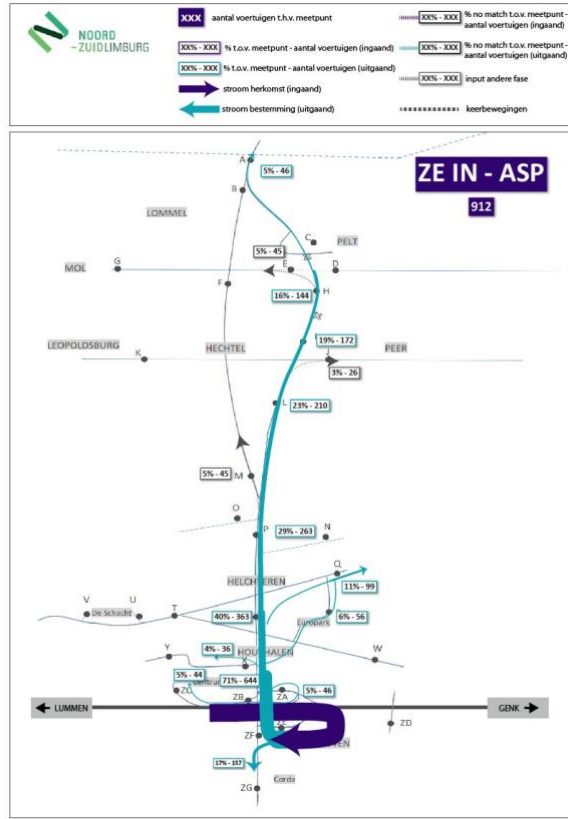 NOORD
-ZUIDLIMBURG
XXX aantal voertuigen t.h.v. meetpunt
XX% - XXX % t.o.v. meetpunt - aantal voertuigen (ingaand)
XX% - XXX % t.o.v. meetpunt - aantal voertuigen (uitgaand)
stroom herkomst (ingaand)
stroom bestemming (uitgaand)
XX% - XXX % no match t.o.v. meetpunt -
aantal voertuigen (ingaand)
XX% - XXX % no match t.o.v. meetpunt -
aantal voertuigen (uitgaand)
XX% - XXX input andere fase
keerbewegingen
ZE IN - ASP
912
A
5% - 46
B
LOMMEL
C
PELT
5% - 45
MOL
G
E
D
F
16% - 144
H
19% - 172
LEOPOLDSBURG
HECHTEL
PEER
K
3% - 26
L
23% - 210
5% - 45
M
O
P
29% - 263
N
HELCHTEREN
Q
11% - 99
V
U
De Schacht
T
40% - 363
Europark
6% - 56
4% - 36
Y
HOUTHALEN
W
5% - 44
71% - 644
ZC
ZB
ZA
5% - 46
LUMMEN
GENK
ZF
ZE
ZD
17% - 157
ZG
Corda